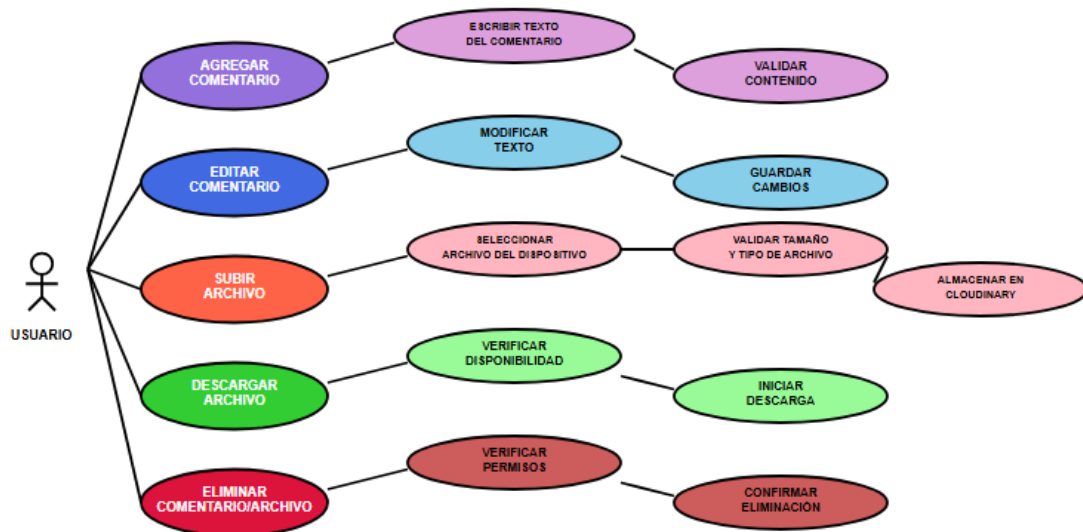 ESCRIBIR TEXTO
DEL COMENTARIO
AGREGAR
COMENTARIO
VALIDAR
CONTENIDO
MODIFICAR
TEXTO
EDITAR
COMENTARIO
GUARDAR
CAMBIOS
SELECCIONAR
ARCHIVO DEL DISPOSITIVO
VALIDAR TAMAÑO
Y TIPO DE ARCHIVO
SUBIR
ARCHIVO
ALMACENAR EN
CLOUDINARY
USUARIO
VERIFICAR
DISPONIBILIDAD
DESCARGAR
ARCHIVO
INICIAR
DESCARGA
VERIFICAR
PERMISOS
ELIMINAR
COMENTARIO/ARCHIVO
CONFIRMAR
ELIMINACIÓN